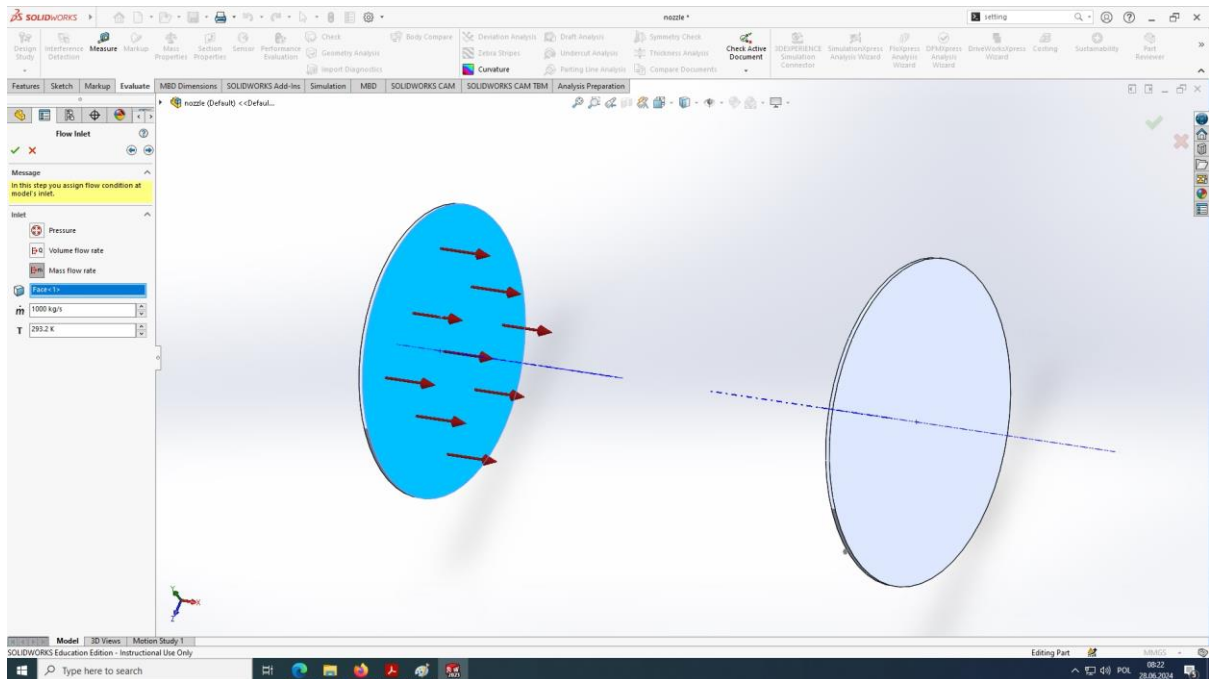 SOLIDWORKS
nozzle *
setting
Design Study
Interference Detection
Measure
Markup
Mass Properties
Section Properties
Sensor
Performance Evaluation
Check
Geometry Analysis
Import Diagnostics
Body Compare
Deviation Analysis
Zebra Stripes
Curvature
Draft Analysis
Undercut Analysis
Parting Line Analysis
Symmetry Check
Thickness Analysis
Compare Documents
Check Active Document
3DEXPERIENCE Simulation Connector
SimulationXpress Analysis Wizard
FloXpress Analysis Wizard
DFMXpress Analysis Wizard
DriveWorksXpress Wizard
Costing
Sustainability
Part Reviewer
Features Sketch Markup Evaluate MBD Dimensions SOLIDWORKS Add-Ins Simulation MBD SOLIDWORKS CAM SOLIDWORKS CAM TBM Analysis Preparation
nozzle (Default) <<Defaul...
Flow Inlet
Message
In this step you assign flow condition at
model's inlet.
Inlet
Pressure
Volume flow rate
Mass flow rate
Face<1>
ṁ 1000 kg/s
T 293.2 K
Y
X
Z
Model 3D Views Motion Study 1
SOLIDWORKS Education Edition - Instructional Use Only
Editing Part
MMGS
Type here to search
POL
08:22
28.06.2024